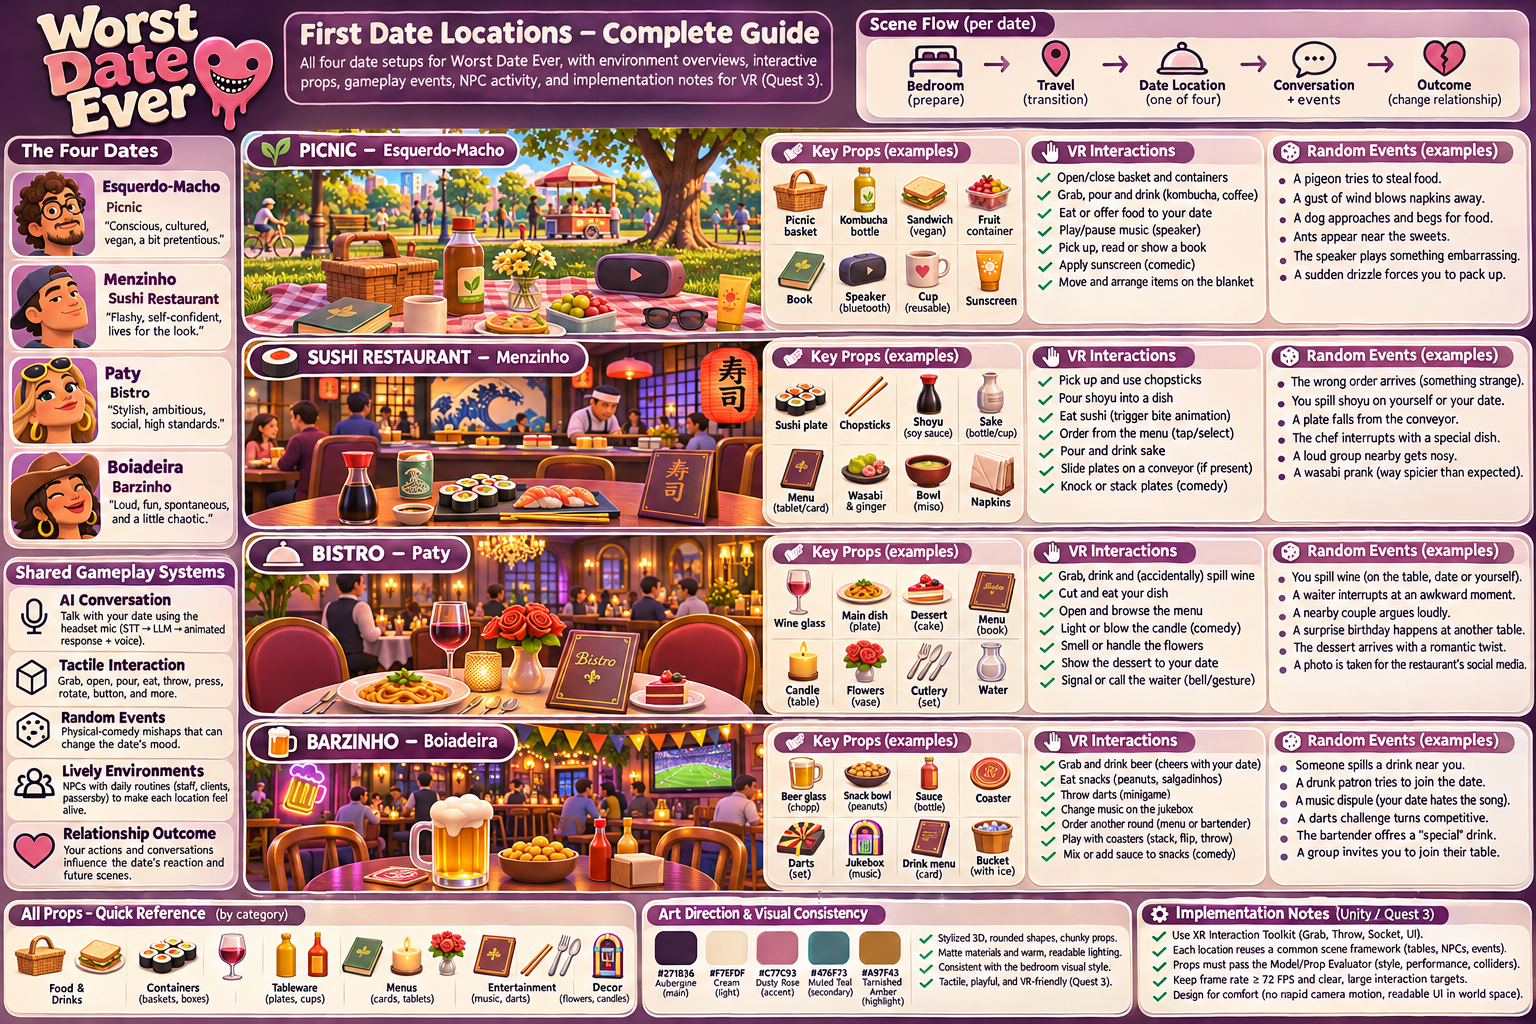 Worst
Date
Ever
First Date Locations – Complete Guide
All four date setups for Worst Date Ever, with environment overviews, interactive
props, gameplay events, NPC activity, and implementation notes for VR (Quest 3).
Scene Flow (per date)
Bedroom
(prepare)
Travel
(transition)
Date Location
(one of four)
Conversation
+ events
Outcome
(change relationship)
The Four Dates
Esquerdo-Macho
Picnic
"Conscious, cultured,
vegan, a bit pretentious."
Menzinho
Sushi Restaurant
"Flashy, self-confident,
lives for the look."
Paty
Bistro
"Stylish, ambitious,
social, high standards."
Boiadeira
Barzinho
"Loud, fun, spontaneous,
and a little chaotic."
Shared Gameplay Systems
AI Conversation
Talk with your date using the
headset mic (STT → LLM → animated
response + voice).
Tactile Interaction
Grab, open, pour, eat, throw, press,
rotate, button, and more.
Random Events
Physical-comedy mishaps that can
change the date's mood.
Lively Environments
NPCs with daily routines (staff, clients,
passersby) to make each location feel
alive.
Relationship Outcome
Your actions and conversations
influence the date's reaction and
future scenes.
PICNIC – Esquerdo-Macho
Key Props (examples)
Picnic
basket
Kombucha
bottle
Sandwich
(vegan)
Fruit
container
Book
Speaker
(bluetooth)
Cup
(reusable)
Sunscreen
VR Interactions
Open/close basket and containers
Grab, pour and drink (kombucha, coffee)
Eat or offer food to your date
Play/pause music (speaker)
Pick up, read or show a book
Apply sunscreen (comedic)
Move and arrange items on the blanket
Random Events (examples)
A pigeon tries to steal food.
A gust of wind blows napkins away.
A dog approaches and begs for food.
Ants appear near the sweets.
The speaker plays something embarrassing.
A sudden drizzle forces you to pack up.
SUSHI RESTAURANT – Menzinho
寿
司
寿
司
Key Props (examples)
Sushi plate
Chopsticks
Shoyu
(soy sauce)
Sake
(bottle/cup)
Menu
(tablet/card)
Wasabi
& ginger
Bowl
(miso)
Napkins
VR Interactions
Pick up and use chopsticks
Pour shoyu into a dish
Eat sushi (trigger bite animation)
Order from the menu (tap/select)
Pour and drink sake
Slide plates on a conveyor (if present)
Knock or stack plates (comedy)
Random Events (examples)
The wrong order arrives (something strange).
You spill shoyu on yourself or your date.
A plate falls from the conveyor.
The chef interrupts with a special dish.
A loud group nearby gets nosy.
A wasabi prank (way spicier than expected).
BISTRO – Paty
Bistro
Key Props (examples)
Wine glass
Main dish
(plate)
Dessert
(cake)
Bistro
Menu
(book)
Candle
(table)
Flowers
(vase)
Cutlery
(set)
Water
VR Interactions
Grab, drink and (accidentally) spill wine
Cut and eat your dish
Open and browse the menu
Light or blow the candle (comedy)
Smell or handle the flowers
Show the dessert to your date
Signal or call the waiter (bell/gesture)
Random Events (examples)
You spill wine (on the table, date or yourself).
A waiter interrupts at an awkward moment.
A nearby couple argues loudly.
A surprise birthday happens at another table.
The dessert arrives with a romantic twist.
A photo is taken for the restaurant's social media.
BARZINHO – Boiadeira
Key Props (examples)
Beer glass
(chopp)
Snack bowl
(peanuts)
Sauce
(bottle)
Coaster
Darts
(set)
Jukebox
(music)
Drink menu
(card)
Bucket
(with ice)
VR Interactions
Grab and drink beer (cheers with your date)
Eat snacks (peanuts, salgadinhos)
Throw darts (minigame)
Change music on the jukebox
Order another round (menu or bartender)
Play with coasters (stack, flip, throw)
Mix or add sauce to snacks (comedy)
Random Events (examples)
Someone spills a drink near you.
A drunk patron tries to join the date.
A music dispule (your date hates the song).
A darts challenge turns competitive.
The bartender offres a "special" drink.
A group invites you to join their table.
All Props – Quick Reference (by category)
Food &
Drinks
Containers
(baskets, boxes)
Tableware
(plates, cups)
Menus
(cards, tablets)
Entertainment
(music, darts)
Decor
(flowers, candles)
Art Direction & Visual Consistency
#271836
Aubergine
(main)
#F7EFDF
Cream
(light)
#C77C93
Dusty Rose
(accent)
#476F73
Muted Teal
(secondary)
#A97F43
Tarnished
Amber
(highlight)
Stylized 3D, rounded shapes, chunky props.
Matte materials and warm, readable lighting.
Consistent with the bedroom visual style.
Tactile, playful, and VR-friendly (Quest 3).
Implementation Notes (Unity / Quest 3)
Use XR Interaction Toolkit (Grab, Throw, Socket, UI).
Each location reuses a common scene framework (tables, NPCs, events).
Props must pass the Model/Prop Evaluator (style, performance, colliders).
Keep frame rate ≥ 72 FPS and clear, large interaction targets.
Design for comfort (no rapid camera motion, readable UI in world space).